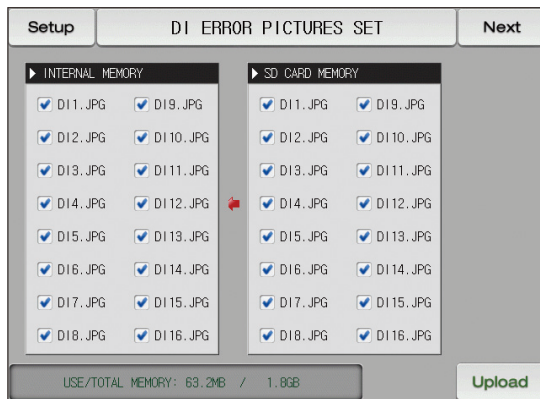 Setup
DI ERROR PICTURES SET
Next
INTERNAL MEMORY
DI1.JPG DI9.JPG
DI2.JPG DI10.JPG
DI3.JPG DI11.JPG
DI4.JPG DI12.JPG
DI5.JPG DI13.JPG
DI6.JPG DI14.JPG
DI7.JPG DI15.JPG
DI8.JPG DI16.JPG
SD CARD MEMORY
DI1.JPG DI9.JPG
DI2.JPG DI10.JPG
DI3.JPG DI11.JPG
DI4.JPG DI12.JPG
DI5.JPG DI13.JPG
DI6.JPG DI14.JPG
DI7.JPG DI15.JPG
DI8.JPG DI16.JPG
USE/TOTAL MEMORY: 63.2MB / 1.8GB
Upload